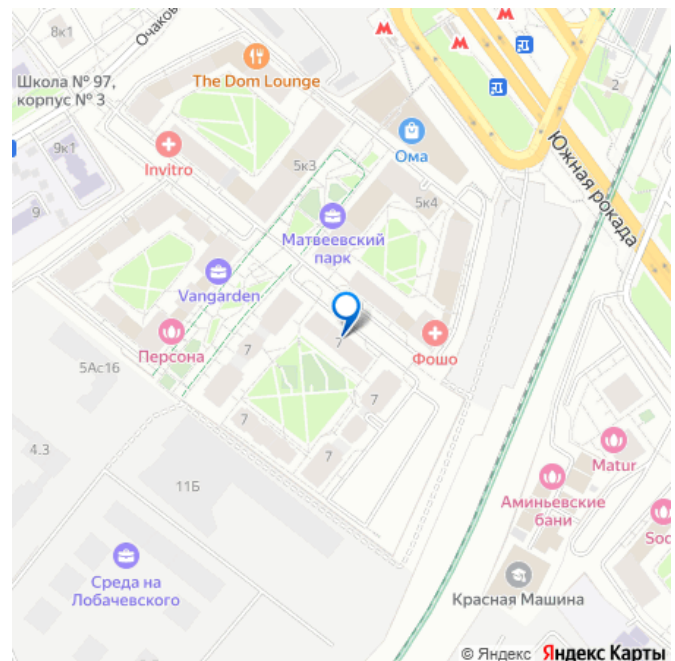 8к1
Очаков
М
М
М
2
The Dom Lounge
Школа № 97,
корпус № 3
Ома
Южная рокада
9к1
Invitro
5к3
9
5к4
Матвеевский
парк
Vangarden
Персона
7
Фошо
5Ас16
7
7
7
7
4.3
11Б
Matur
Аминьевские
бани
Soc
Среда на
Лобачевского
Красная Машина
© Яндекс Яндекс Карты